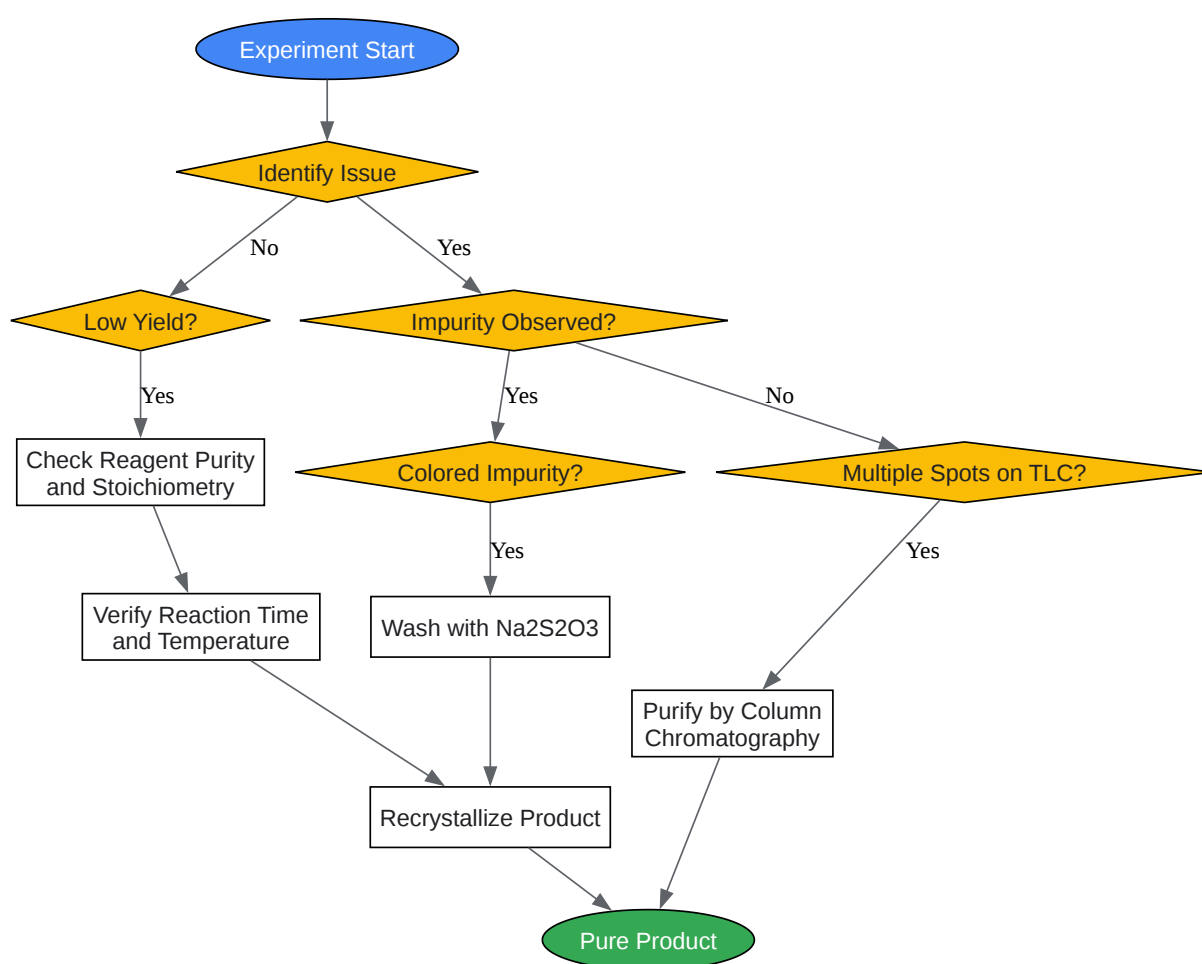 Experiment Start
Identify Issue
No
Yes
Low Yield?
Impurity Observed?
Yes
Yes
No
Check Reagent Purity
and Stoichiometry
Colored Impurity?
Multiple Spots on TLC?
Yes
Yes
Verify Reaction Time
and Temperature
Wash with Na2S2O3
Purify by Column
Chromatography
Recrystallize Product
Pure Product